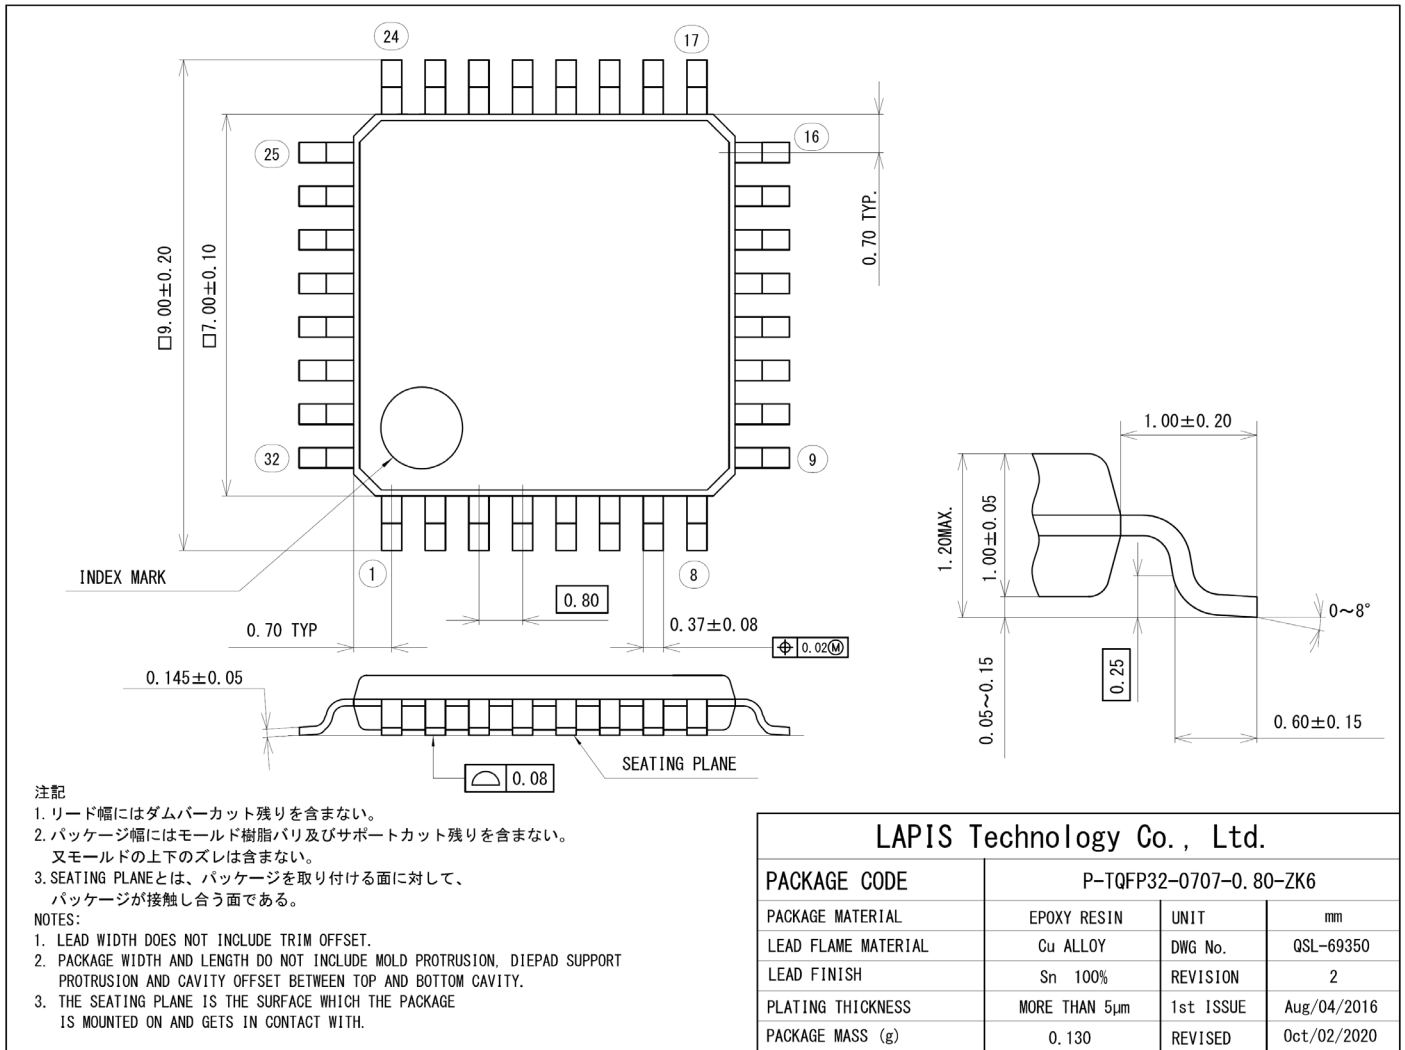 24
17
25
16
32
9
1
8
□9.00±0.20
□7.00±0.10
0.70 TYP.
INDEX MARK
0.70 TYP
0.80
0.37±0.08
⌖ 0.02Ⓜ
0.145±0.05
⌓ 0.08
SEATING PLANE
1.00±0.20
1.20MAX.
1.00±0.05
0.05~0.15
0.25
0~8°
0.60±0.15
注記
1.リード幅にはダムバーカット残りを含まない。
2.パッケージ幅にはモールド樹脂バリ及びサポートカット残りを含まない。
又モールドの上下のズレは含まない。
3.SEATING PLANEとは、パッケージを取り付ける面に対して、
パッケージが接触し合う面である。
NOTES:
1. LEAD WIDTH DOES NOT INCLUDE TRIM OFFSET.
2. PACKAGE WIDTH AND LENGTH DO NOT INCLUDE MOLD PROTRUSION, DIEPAD SUPPORT
PROTRUSION AND CAVITY OFFSET BETWEEN TOP AND BOTTOM CAVITY.
3. THE SEATING PLANE IS THE SURFACE WHICH THE PACKAGE
IS MOUNTED ON AND GETS IN CONTACT WITH.
LAPIS Technology Co., Ltd.
PACKAGE CODE P-TQFP32-0707-0.80-ZK6
PACKAGE MATERIAL EPOXY RESIN UNIT mm
LEAD FLAME MATERIAL Cu ALLOY DWG No. QSL-69350
LEAD FINISH Sn 100% REVISION 2
PLATING THICKNESS MORE THAN 5μm 1st ISSUE Aug/04/2016
PACKAGE MASS (g) 0.130 REVISED Oct/02/2020